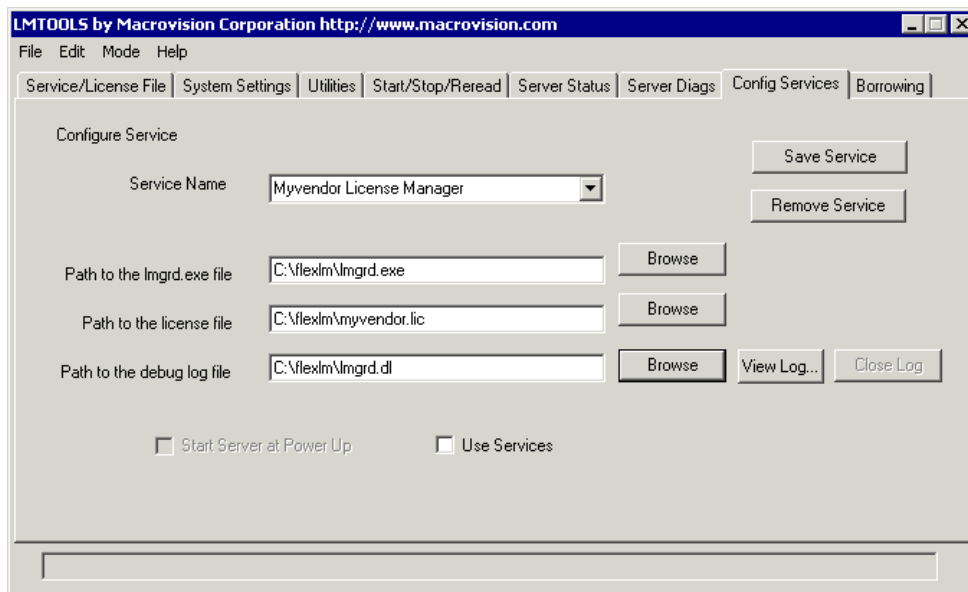 LMTOOLS by Macrovision Corporation http://www.macrovision.com
File Edit Mode Help
Service/License File System Settings Utilities Start/Stop/Reread Server Status Server Diags Config Services Borrowing
Configure Service
Save Service
Service Name Myvendor License Manager
Remove Service
Path to the lmgrd.exe file C:\flexlm\lmgrd.exe Browse
Path to the license file C:\flexlm\myvendor.lic Browse
Path to the debug log file C:\flexlm\lmgrd.dl Browse View Log... Close Log
Start Server at Power Up Use Services